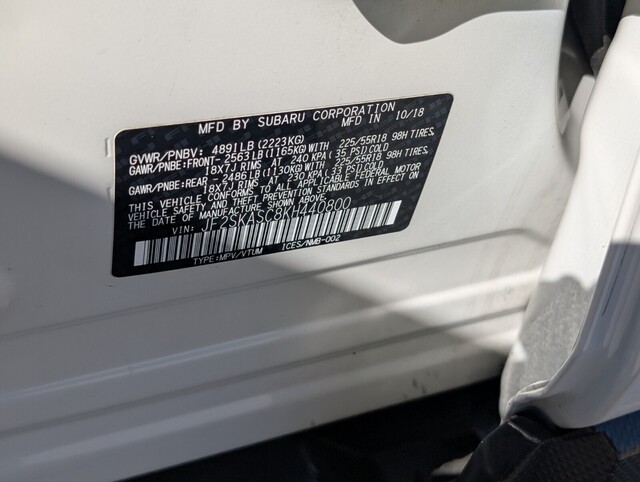 MFD BY SUBARU CORPORATION
MFD IN 10/18
GVWR/PNBV: 4891LB(2223KG)
GAWR/PNBE:FRONT- 2563LB(1165KG)WITH 225/55R18 98H TIRES,
18X7J RIMS, AT 240 KPA(35 PSI)COLD
GAWR/PNBE:REAR -2486LB(1130KG)WITH 225/55R18 98H TIRES,
18X7J RIMS, AT 230 KPA(33 PSI)COLD
THIS VEHICLE CONFORMS TO ALL APPLICABLE FEDERAL MOTOR
VEHICLE SAFETY AND THEFT PREVENTION STANDARDS IN EFFECT
ON THE DATE OF MANUFACTURE SHOWN ABOVE.
VIN: JF2SKASC8KH440800
TYPE:MPV/VTUM ICES/NMB-002